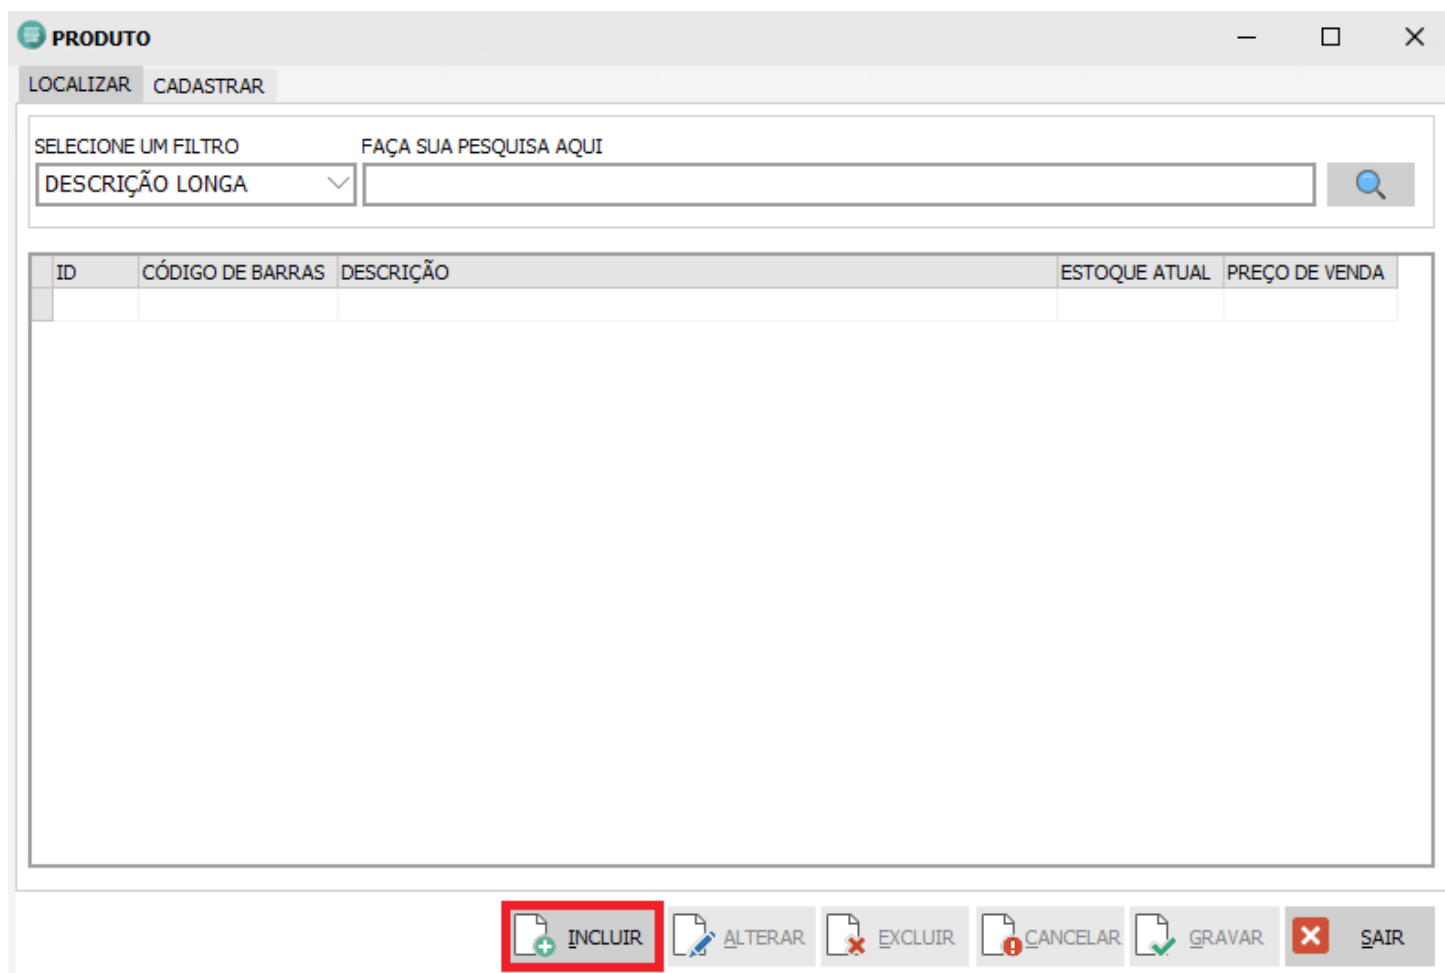 PRODUTO
LOCALIZAR CADASTRAR
SELECIONE UM FILTRO FAÇA SUA PESQUISA AQUI
DESCRIÇÃO LONGA
ID CÓDIGO DE BARRAS DESCRIÇÃO ESTOQUE ATUAL PREÇO DE VENDA
INCLUIR ALTERAR EXCLUIR CANCELAR GRAVAR SAIR